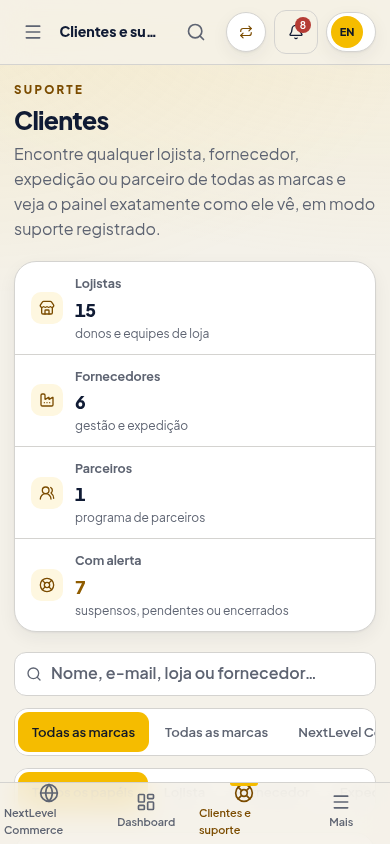 Clientes e su...
8
EN
SUPORTE
Clientes
Encontre qualquer lojista, fornecedor,
expedição ou parceiro de todas as marcas e
veja o painel exatamente como ele vê, em modo
suporte registrado.
Lojistas
15
donos e equipes de loja
Fornecedores
6
gestão e expedição
Parceiros
1
programa de parceiros
Com alerta
7
suspensos, pendentes ou encerrados
Nome, e-mail, loja ou fornecedor...
Todas as marcas
Todas as marcas
NextLevel Co
NextLevel
Commerce
Dashboard
Clientes e
suporte
Mais